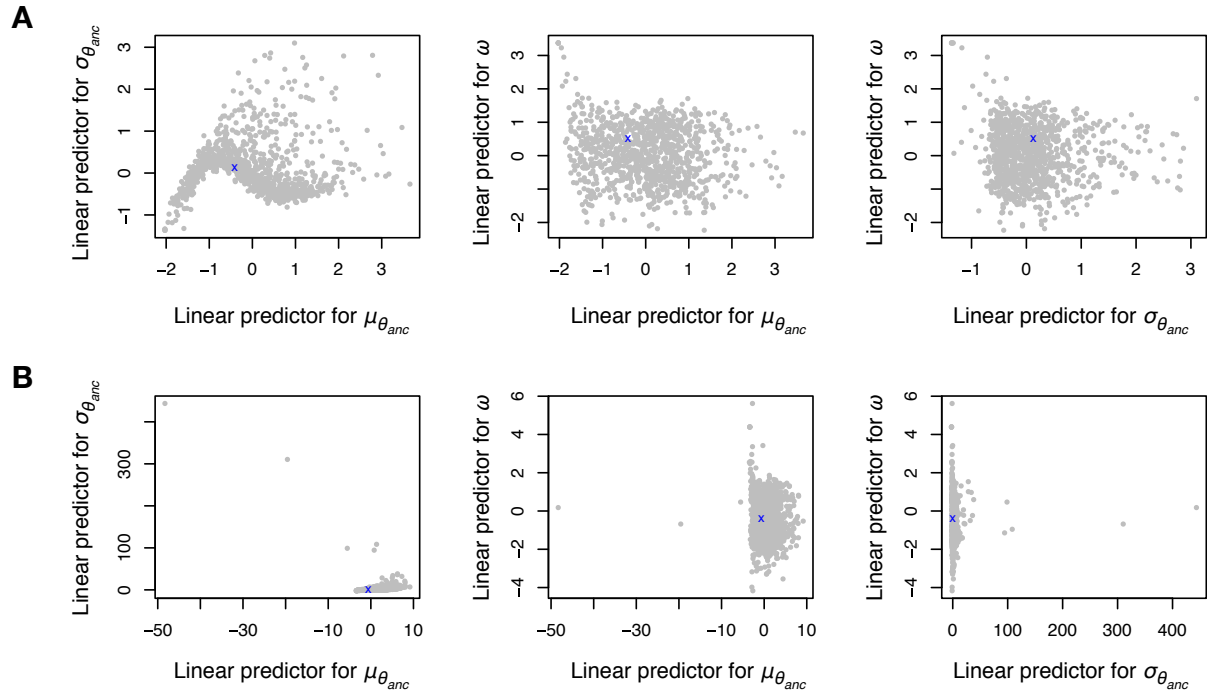 A
Linear predictor for σθanc
3
2
1
0
−1
−2 −1 0 1 2 3
Linear predictor for μθanc
Linear predictor for ω
3
2
0
−2
−2 −1 0 1 2 3
Linear predictor for μθanc
Linear predictor for ω
3
2
0
−2
−1 0 1 2 3
Linear predictor for σθanc
B
Linear predictor for σθanc
300
100
0
−50 −30 −10 0 10
Linear predictor for μθanc
Linear predictor for ω
6
4
2
0
−2
−4
−50 −30 −10 0 10
Linear predictor for μθanc
Linear predictor for ω
6
4
2
0
−2
−4
0 100 200 300 400
Linear predictor for σθanc